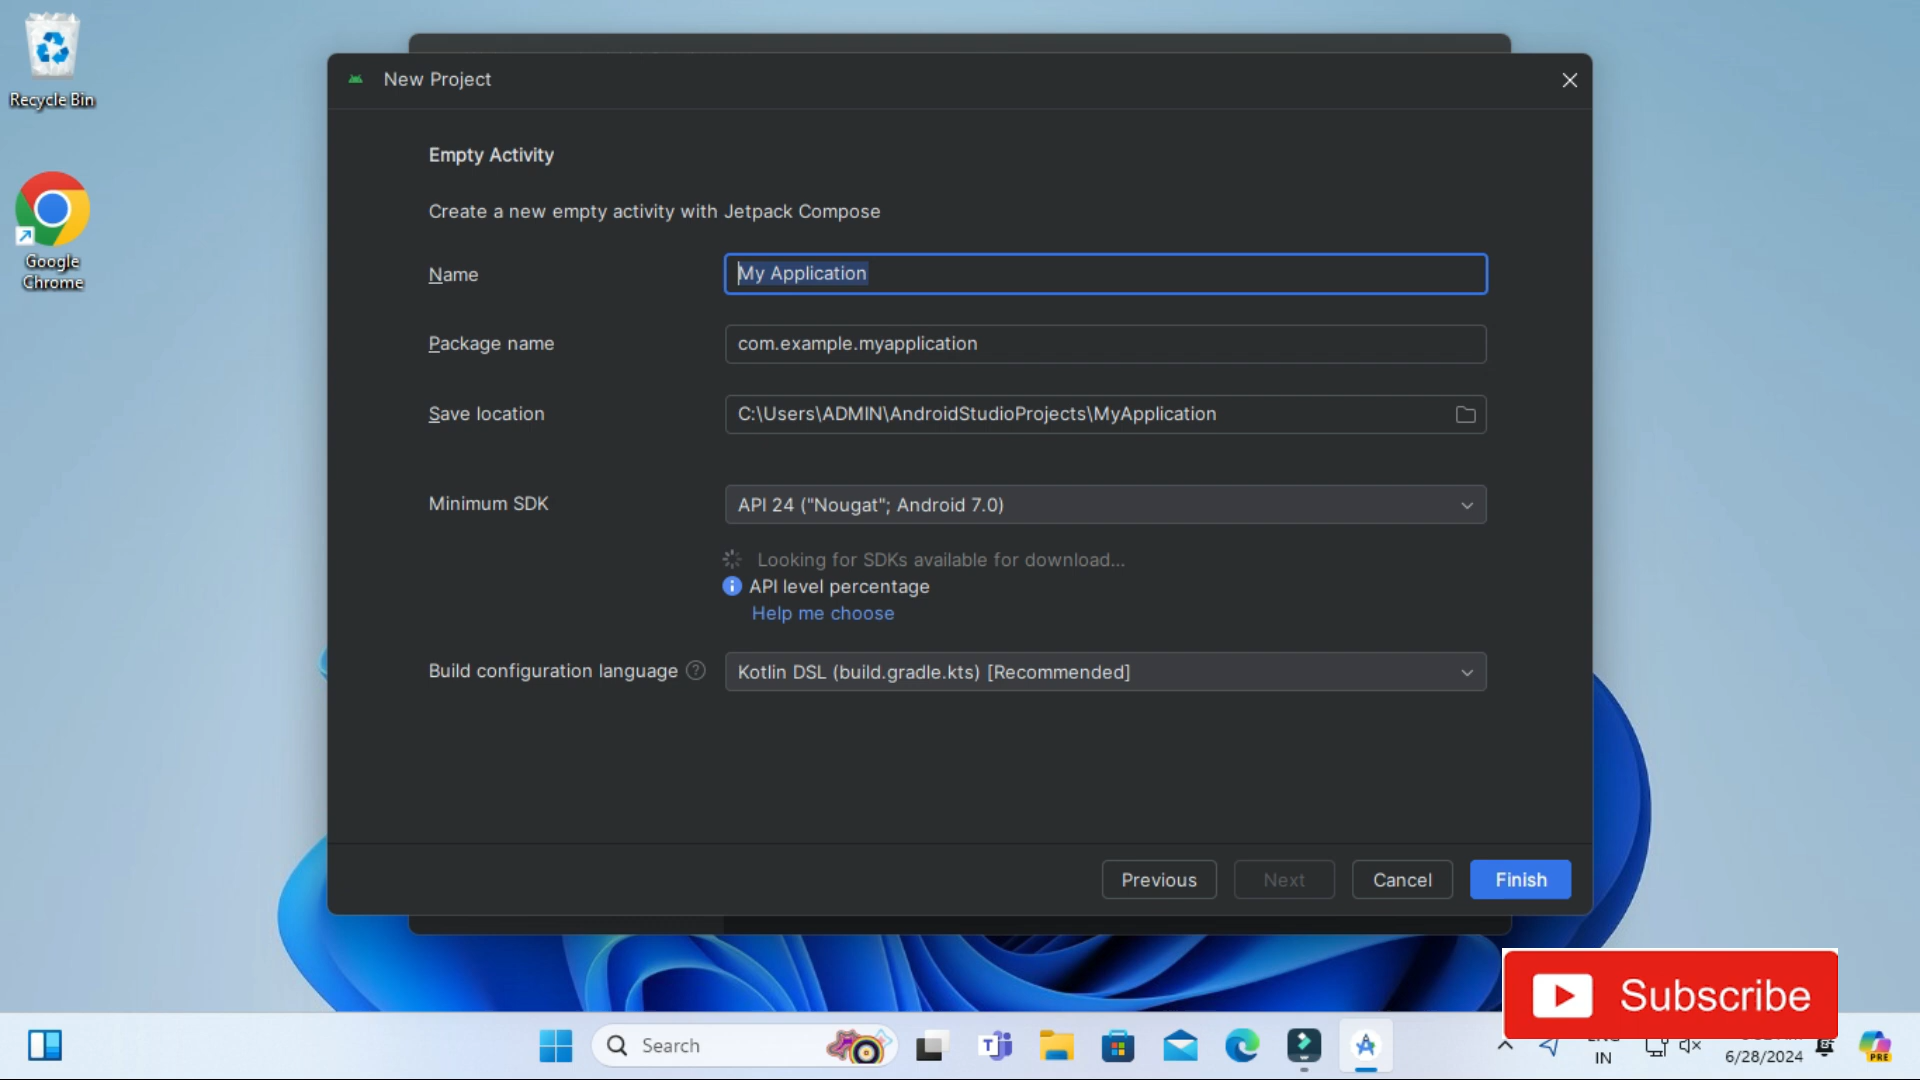 Recycle Bin
Google
Chrome
New Project
Empty Activity
Create a new empty activity with Jetpack Compose
Name
My Application
Package name
com.example.myapplication
Save location
C:\Users\ADMIN\AndroidStudioProjects\MyApplication
Minimum SDK
API 24 ("Nougat"; Android 7.0)
Looking for SDKs available for download...
API level percentage
Help me choose
Build configuration language
Kotlin DSL (build.gradle.kts) [Recommended]
Previous
Next
Cancel
Finish
Subscribe
Search
IN
6/28/2024
PRE